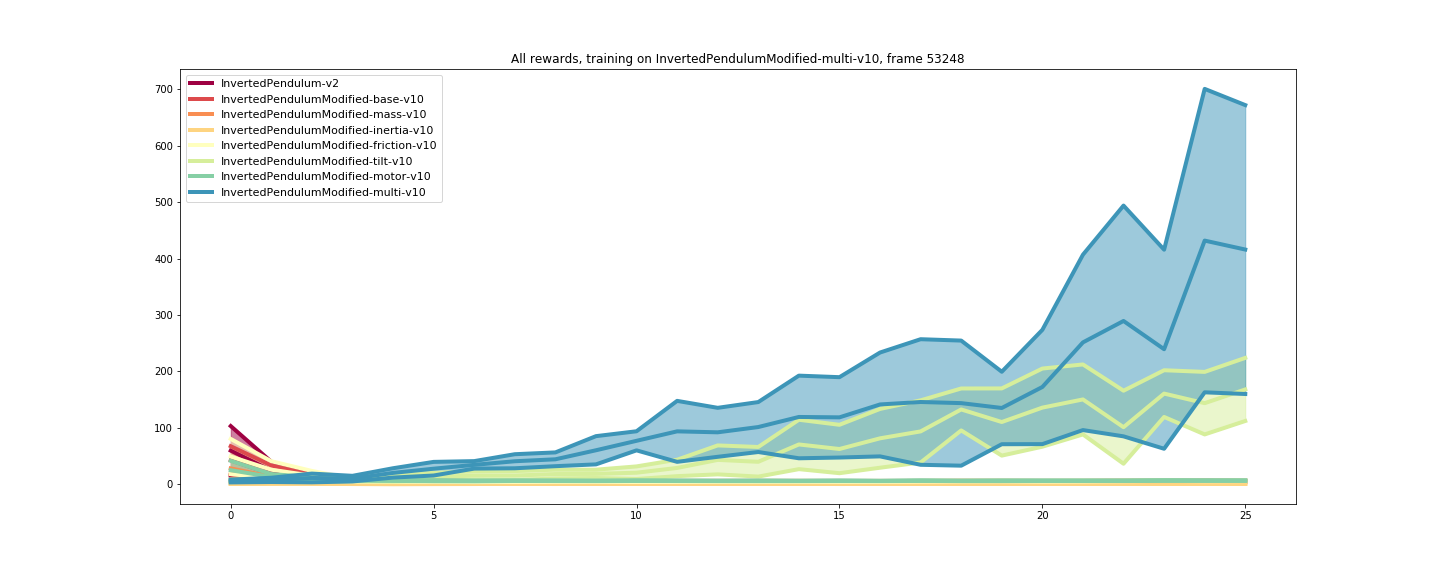 All rewards, training on InvertedPendulumModified-multi-v10, frame 53248
InvertedPendulum-v2
InvertedPendulumModified-base-v10
InvertedPendulumModified-mass-v10
InvertedPendulumModified-inertia-v10
InvertedPendulumModified-friction-v10
InvertedPendulumModified-tilt-v10
InvertedPendulumModified-motor-v10
InvertedPendulumModified-multi-v10
700
600
500
400
300
200
100
0
0 5 10 15 20 25